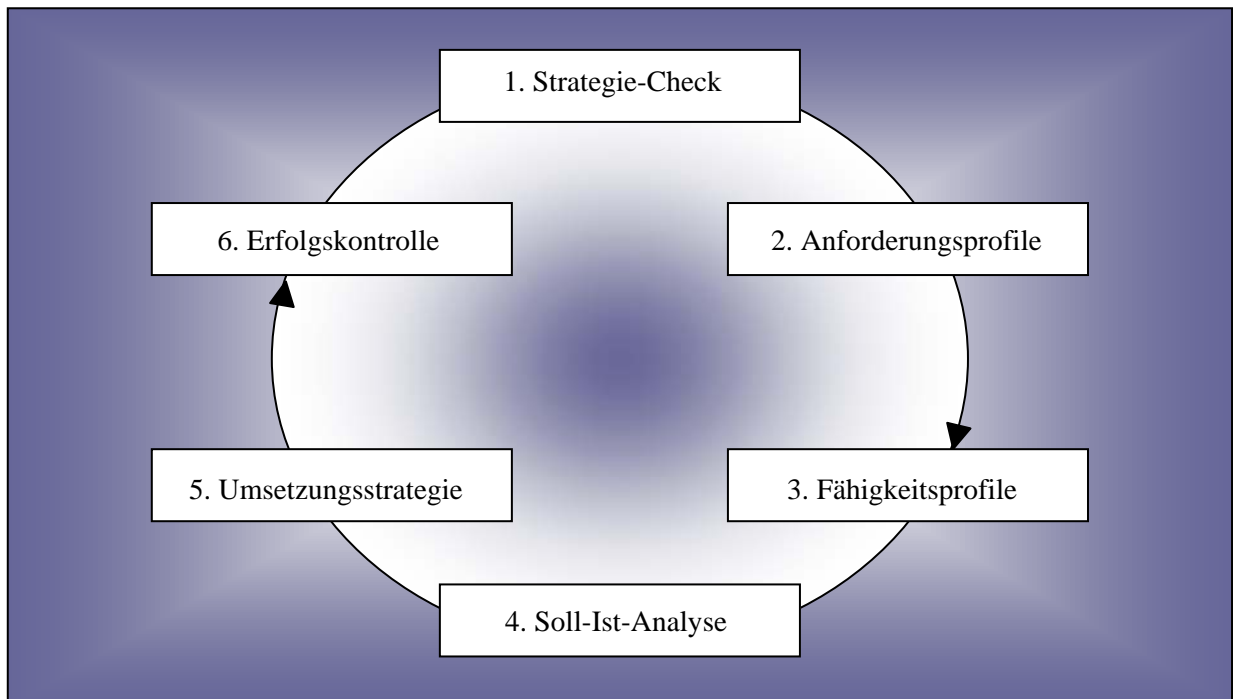 1. Strategie-Check
2. Anforderungsprofile
3. Fähigkeitsprofile
4. Soll-Ist-Analyse
5. Umsetzungsstrategie
6. Erfolgskontrolle